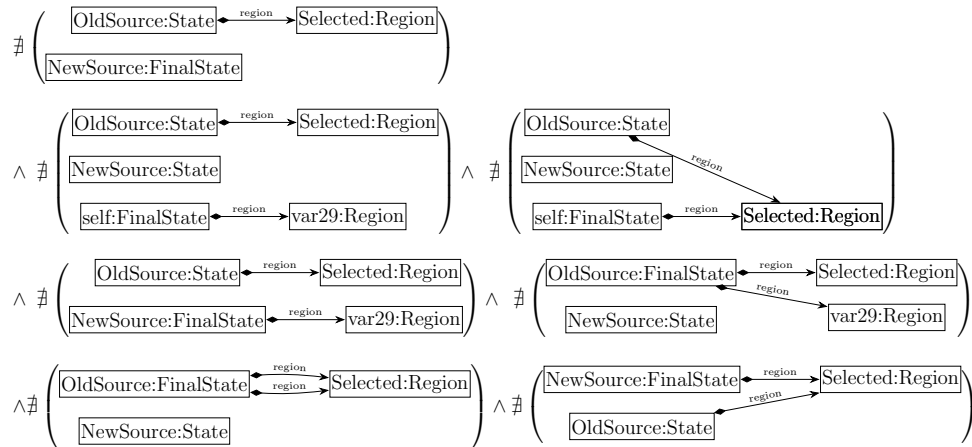 ∄ ( OldSource:State region Selected:Region
NewSource:FinalState )
∧ ∄ ( OldSource:State region Selected:Region
NewSource:State
self:FinalState region var29:Region )
∧ ∄ ( OldSource:State
region
NewSource:State
self:FinalState region Selected:Region )
∧ ∄ ( OldSource:State region Selected:Region
NewSource:FinalState region var29:Region )
∧ ∄ ( OldSource:FinalState region Selected:Region
region
var29:Region
NewSource:State )
∧∄ ( OldSource:FinalState region region Selected:Region
NewSource:State )
∧ ∄ ( NewSource:FinalState region Selected:Region
region
OldSource:State )